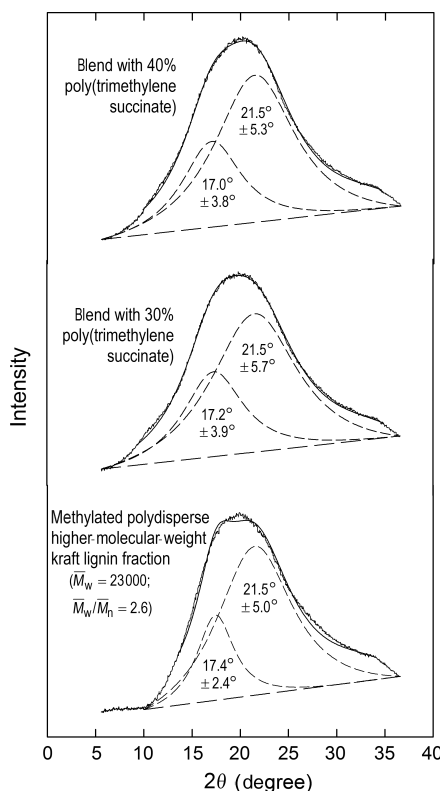 Blend with 40%
poly(trimethylene
succinate)
21.5°
±5.3°
17.0°
±3.8°
Blend with 30%
poly(trimethylene
succinate)
21.5°
±5.7°
17.2°
±3.9°
Intensity
Methylated polydisperse
higher-molecular-weight
kraft lignin fraction
(M̅w = 23000;
M̅w/M̅n = 2.6)
21.5°
±5.0°
17.4°
±2.4°
0 5 10 15 20 25 30 35 40
2θ (degree)